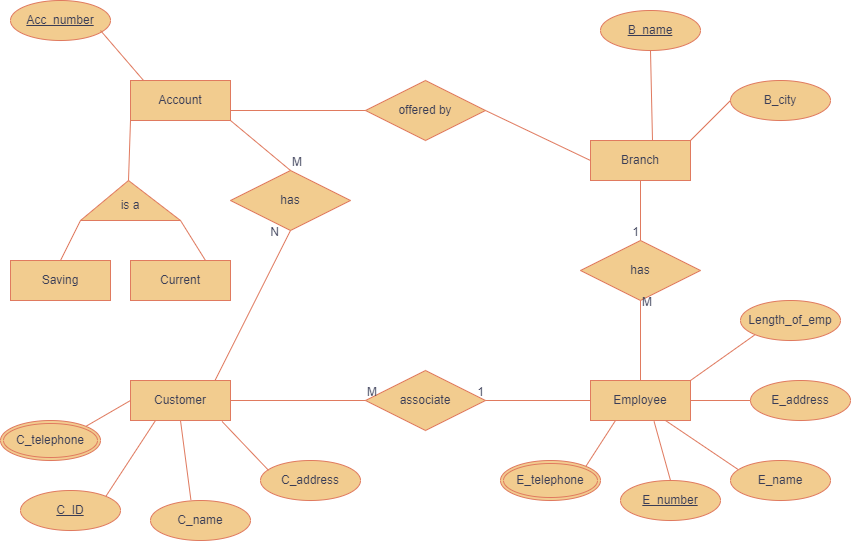 Acc_number
B_name
Account
offered by
B_city
Branch
M
has
is a
N
1
has
Saving
Current
M
Length_of_emp
Customer
M
associate
1
Employee
E_address
C_telephone
C_address
E_telephone
E_number
E_name
C_ID
C_name